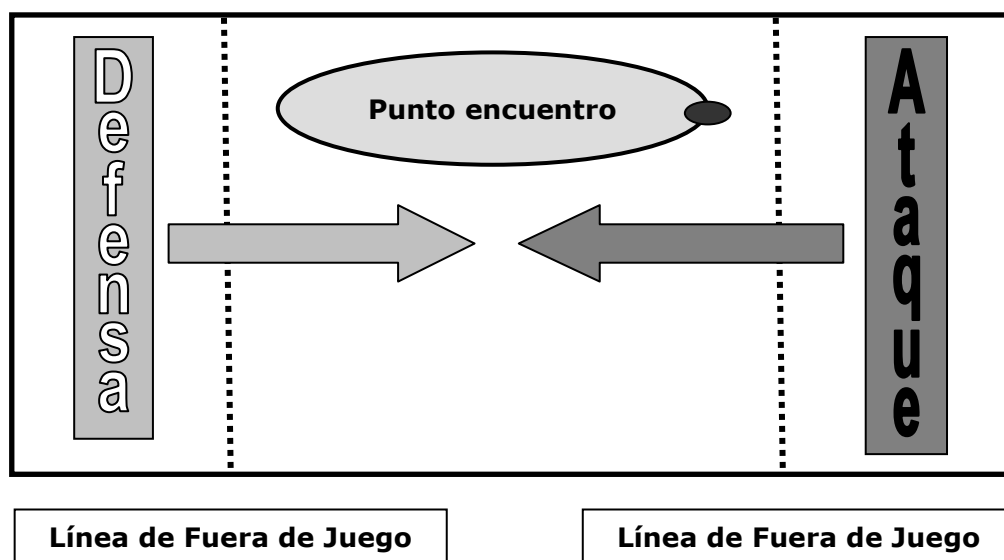 Defensa
Punto encuentro
Ataque
Línea de Fuera de Juego
Línea de Fuera de Juego